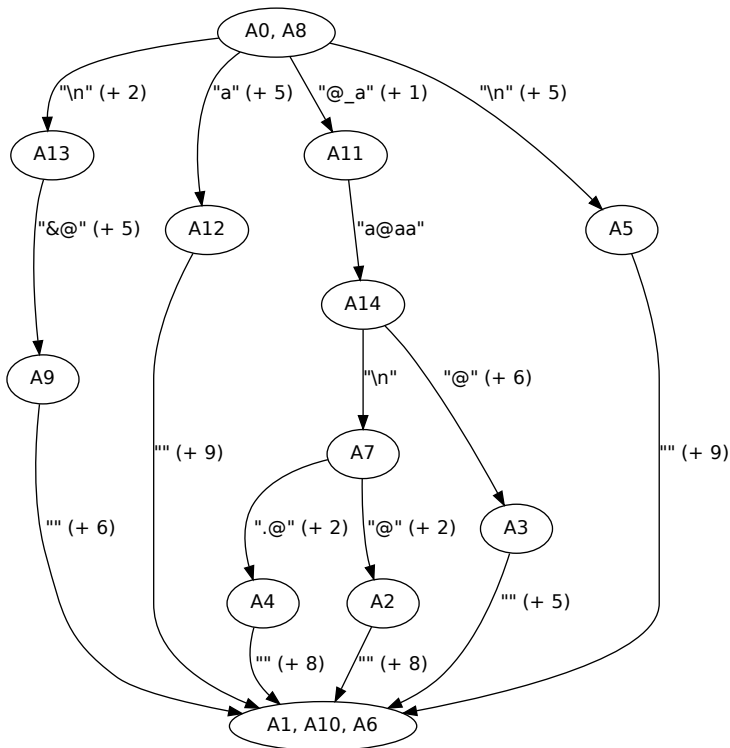 A0, A8
"\n" (+ 2)
"a" (+ 5)
"@_a" (+ 1)
"\n" (+ 5)
A13
A11
"&@" (+ 5)
A12
"a@aa"
A5
A14
A9
"\n"
"@" (+ 6)
"" (+ 9)
A7
"" (+ 9)
"" (+ 6)
".@" (+ 2)
"@" (+ 2)
A3
A4
A2
"" (+ 5)
"" (+ 8)
"" (+ 8)
A1, A10, A6